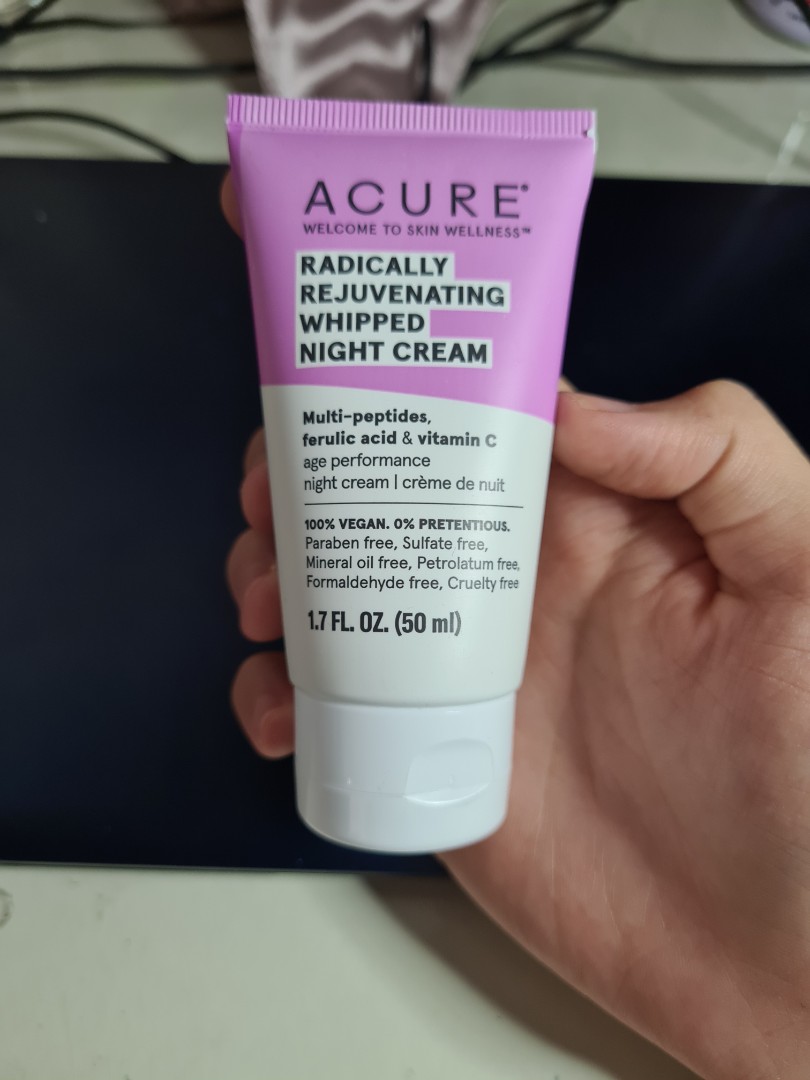 ACURE®
WELCOME TO SKIN WELLNESS™
RADICALLY
REJUVENATING
WHIPPED
NIGHT CREAM
Multi-peptides,
ferulic acid & vitamin C
age performance
night cream | crème de nuit
100% VEGAN. 0% PRETENTIOUS.
Paraben free, Sulfate free,
Mineral oil free, Petrolatum free,
Formaldehyde free, Cruelty free
1.7 FL. OZ. (50 ml)